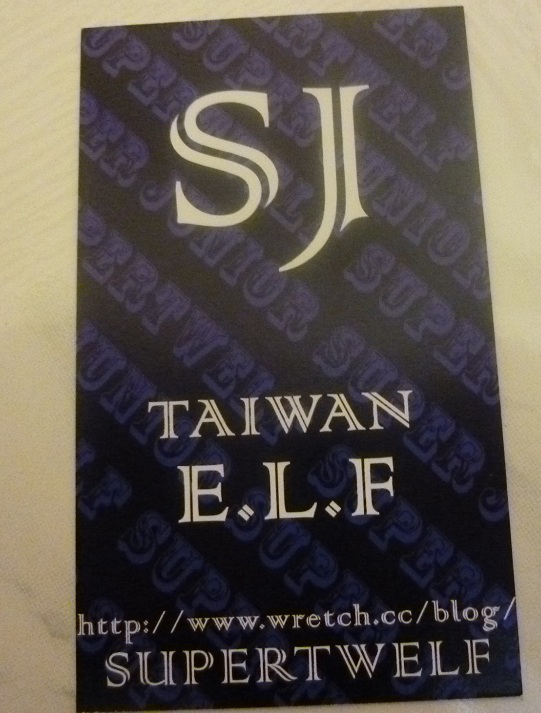 SJ
TAIWAN
E.L.F
http://www.wretch.cc/blog/
SUPERTWELF